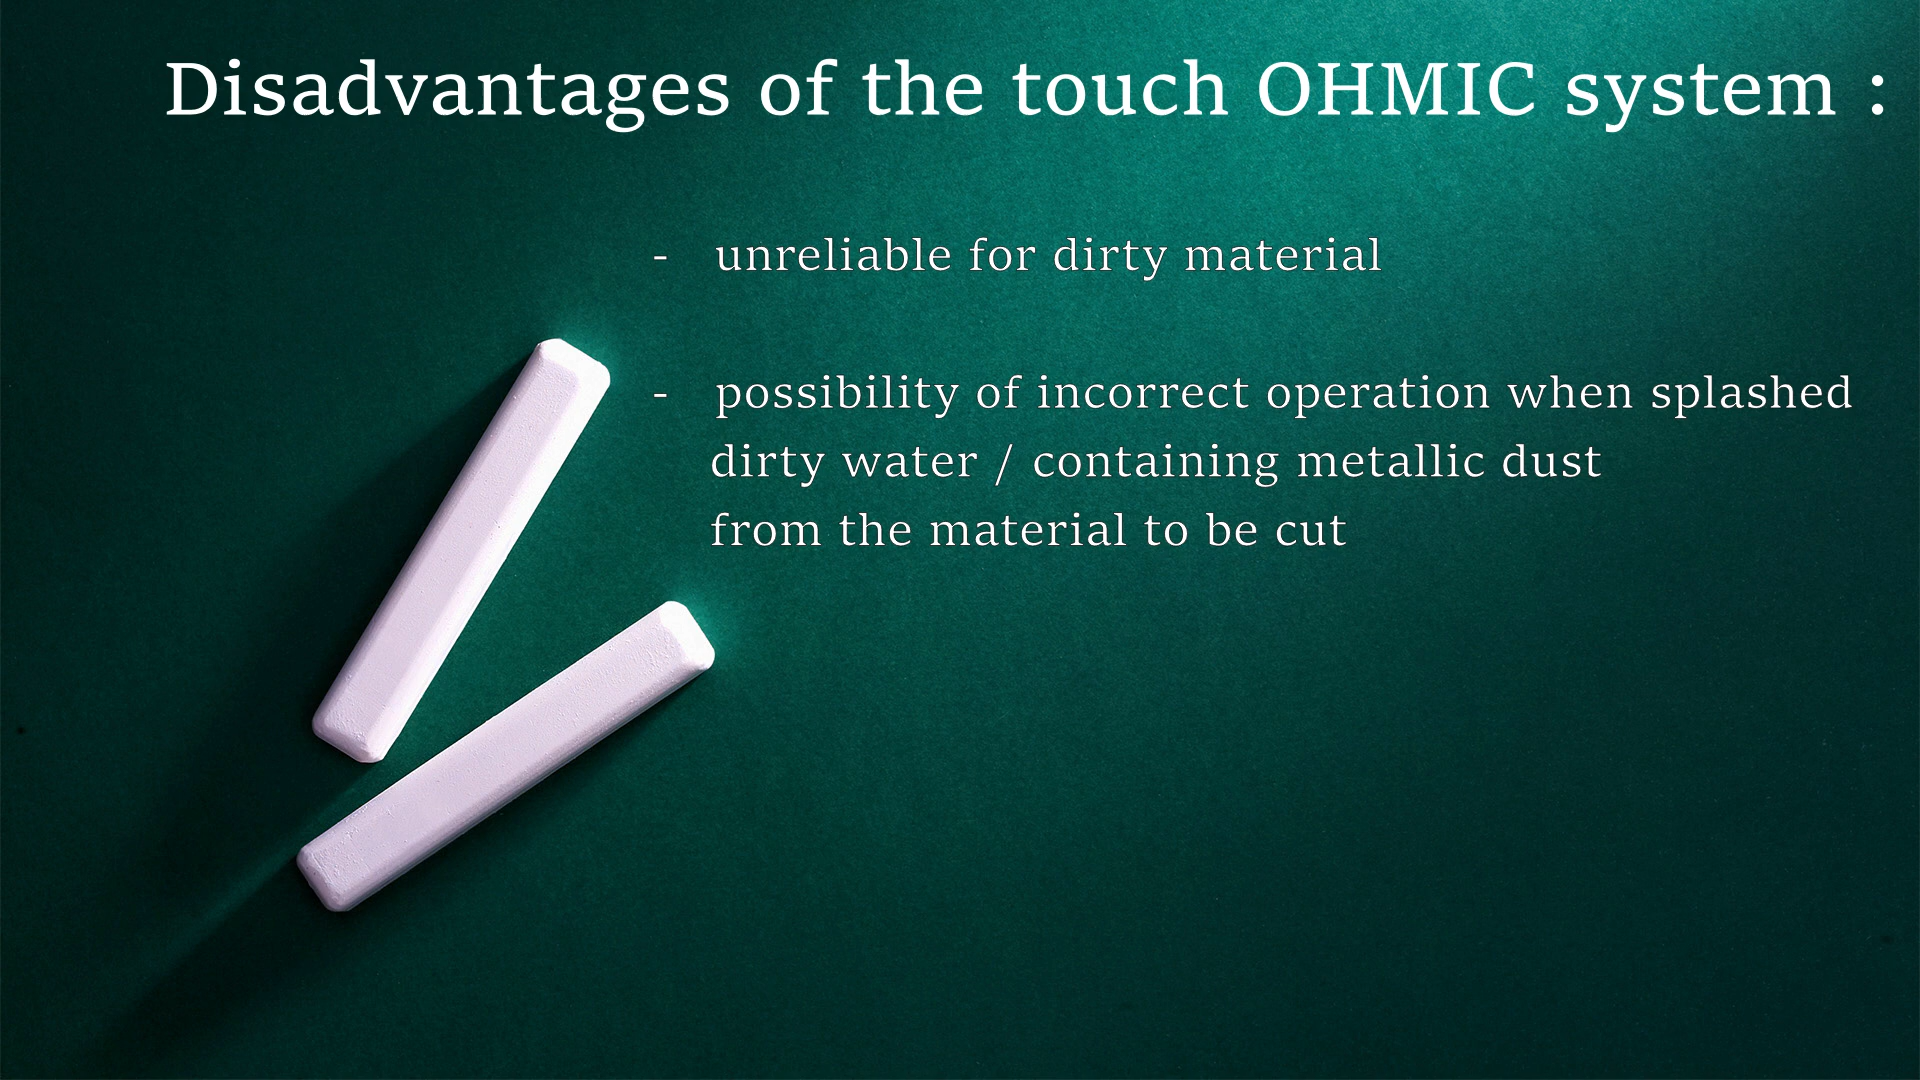 Disadvantages of the touch OHMIC system :
- unreliable for dirty material
- possibility of incorrect operation when splashed
dirty water / containing metallic dust
from the material to be cut